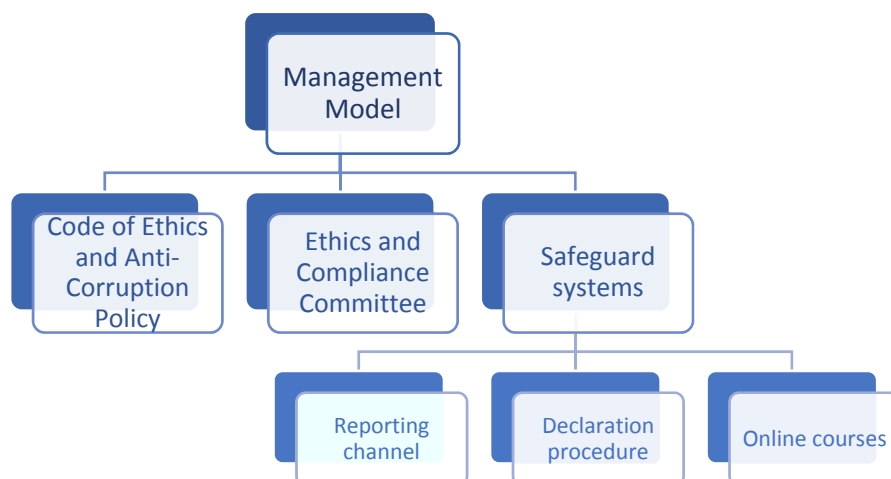 Management
Model
Code of Ethics
and Anti-
Corruption
Policy
Ethics and
Compliance
Committee
Safeguard
systems
Reporting
channel
Declaration
procedure
Online courses